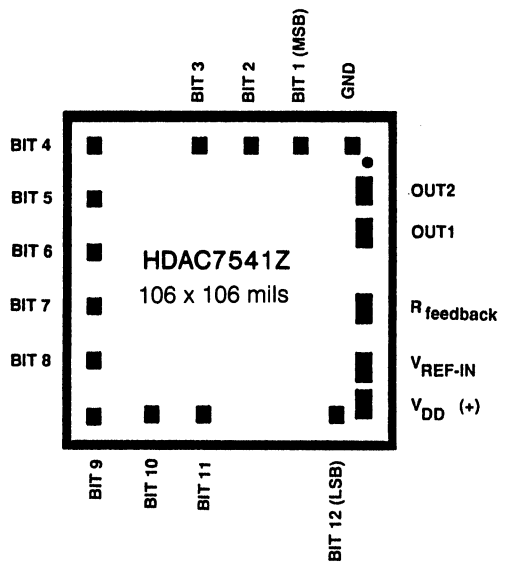 BIT 3
BIT 2
BIT 1 (MSB)
GND
BIT 4
BIT 5
BIT 6
BIT 7
BIT 8
HDAC7541Z
106 x 106 mils
OUT2
OUT1
R feedback
VREF-IN
VDD (+)
BIT 9
BIT 10
BIT 11
BIT 12 (LSB)